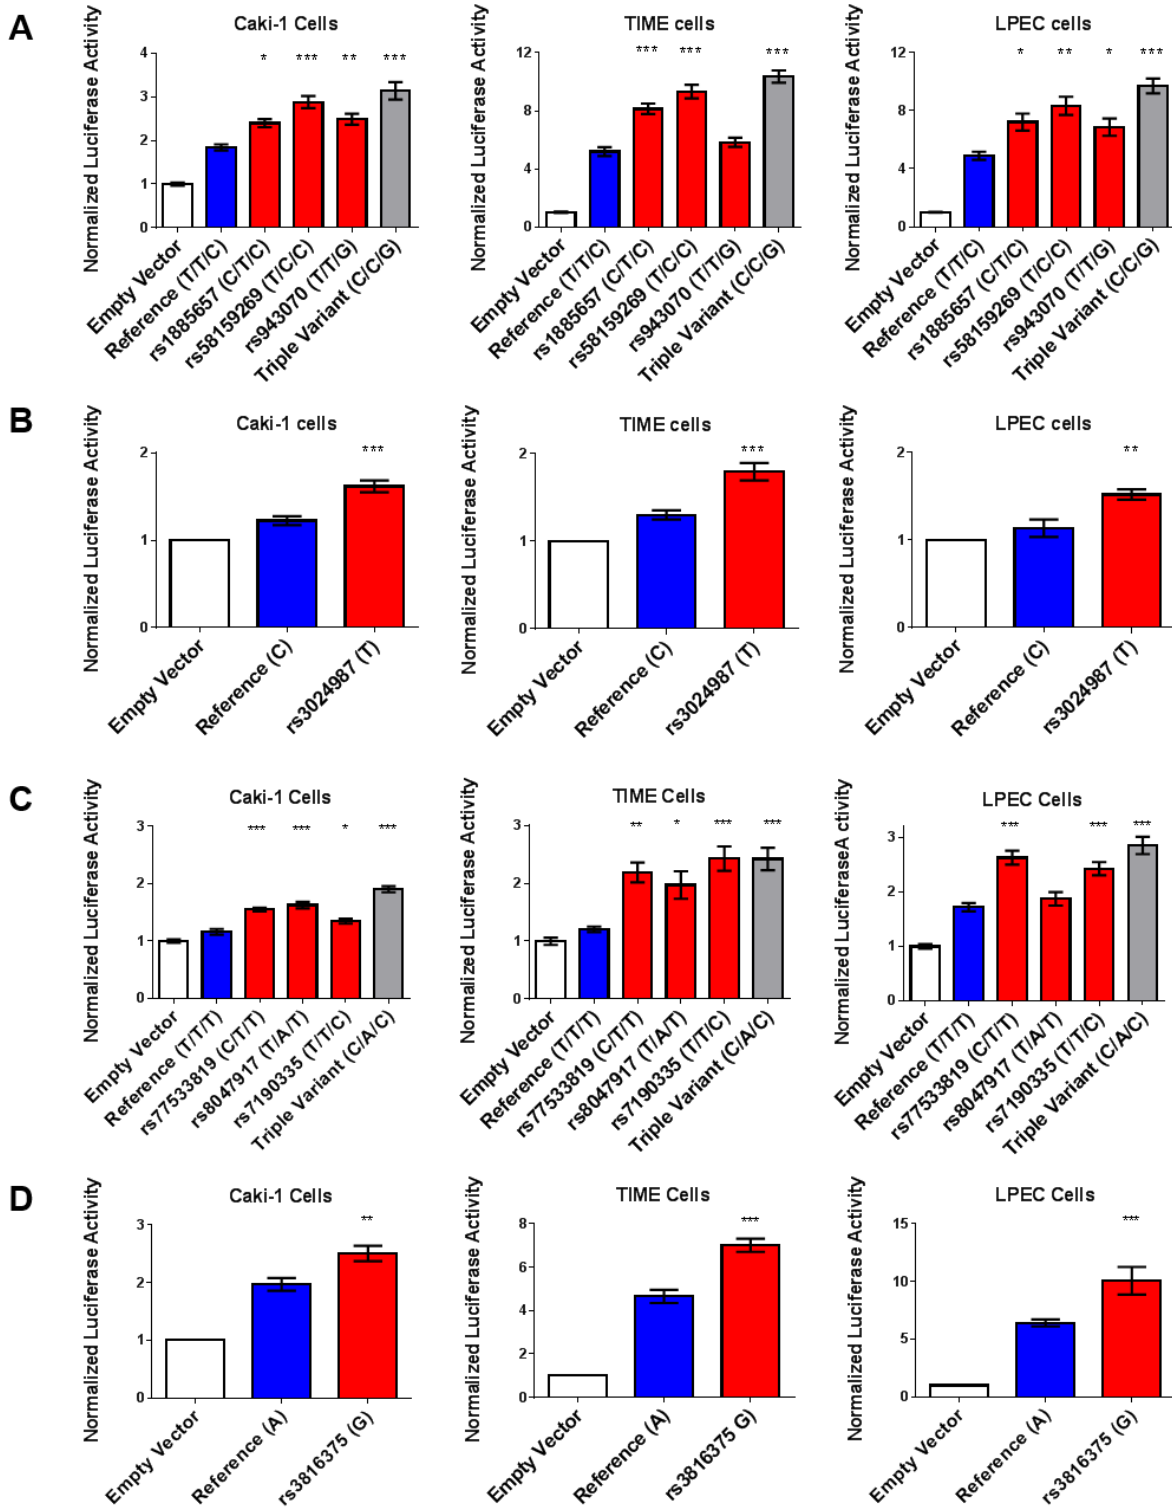 A
Caki-1 Cells
Normalized Luciferase Activity
4
3
2
1
0
* *** ** ***
Empty Vector
Reference (T/T/C)
rs1885657 (C/T/C)
rs58159269 (T/C/C)
rs943070 (T/T/G)
Triple Variant (C/C/G)
TIME cells
Normalized Luciferase Activity
12
8
4
0
*** *** ***
Empty Vector
Reference (T/T/C)
rs1885657 (C/T/C)
rs58159269 (T/C/C)
rs943070 (T/T/G)
Triple Variant (C/C/G)
LPEC cells
Normalized Luciferase Activity
12
8
4
0
* ** * ***
Empty Vector
Reference (T/T/C)
rs1885657 (C/T/C)
rs58159269 (T/C/C)
rs943070 (T/T/G)
Triple Variant (C/C/G)
B
Caki-1 cells
Normalized Luciferase Activity
2
1
0
***
Empty Vector
Reference (C)
rs3024987 (T)
TIME cells
Normalized Luciferase Activity
2
1
0
***
Empty Vector
Reference (C)
rs3024987 (T)
LPEC cells
Normalized Luciferase Activity
2
1
0
**
Empty Vector
Reference (C)
rs3024987 (T)
C
Caki-1 Cells
Normalized Luciferase Activity
3
2
1
0
*** *** * ***
Empty Vector
Reference (T/T/T)
rs77533819 (C/T/T)
rs8047917 (T/A/T)
rs7190335 (T/T/C)
Triple Variant (C/A/C)
TIME Cells
Normalized Luciferase Activity
3
2
1
0
** * *** ***
Empty Vector
Reference (T/T/T)
rs77533819 (C/T/T)
rs8047917 (T/A/T)
rs7190335 (T/T/C)
Triple Variant (C/A/C)
LPEC Cells
Normalized LuciferaseA ctivity
3
2
1
0
*** *** ***
Empty Vector
Reference (T/T/T)
rs77533819 (C/T/T)
rs8047917 (T/A/T)
rs7190335 (T/T/C)
Triple Variant (C/A/C)
D
Caki-1 Cells
Normalized Luciferase Activity
3
2
1
0
**
Empty Vector
Reference (A)
rs3816375 (G)
TIME Cells
Normalized Luciferase Activity
8
6
4
2
0
***
Empty Vector
Reference (A)
rs3816375 G)
LPEC Cells
Normalized Luciferase Activity
15
10
5
0
***
Empty Vector
Reference (A)
rs3816375 (G)